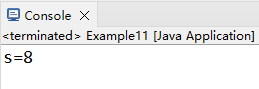 Console
<terminated> Example11 [Java Application]
s=8